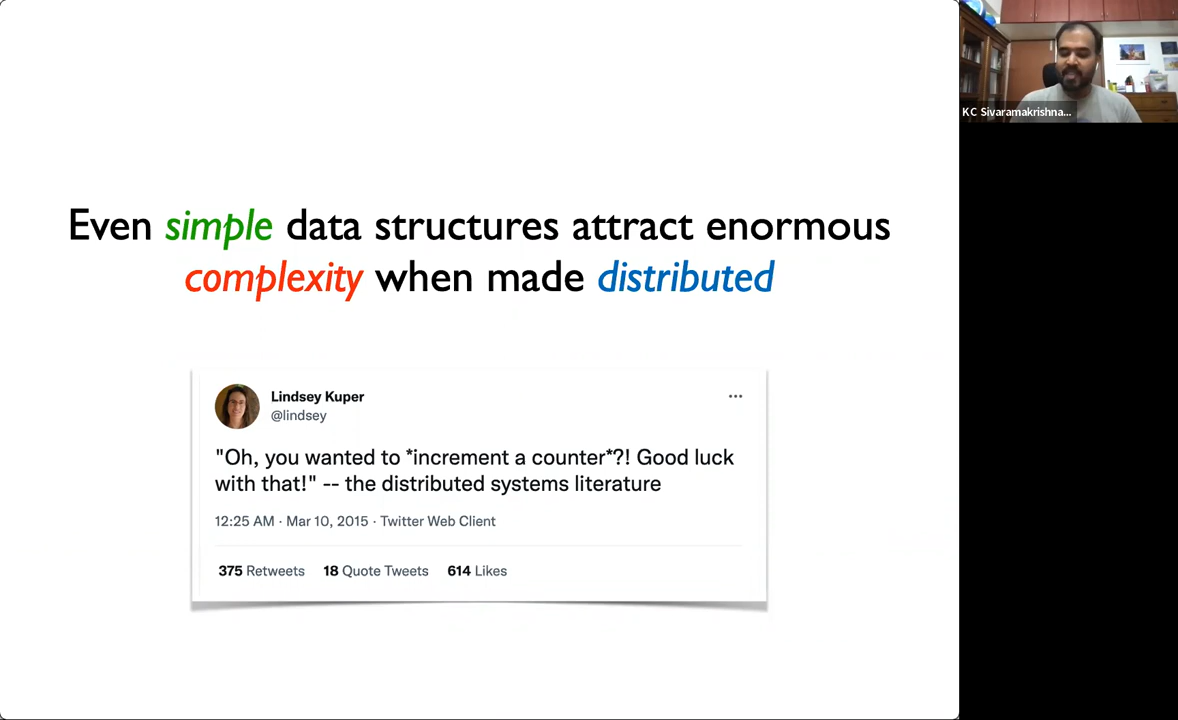 Even simple data structures attract enormous
complexity when made distributed
Lindsey Kuper
@lindsey
"Oh, you wanted to *increment a counter*?! Good luck
with that!" -- the distributed systems literature
12:25 AM · Mar 10, 2015 · Twitter Web Client
375 Retweets 18 Quote Tweets 614 Likes
KC Sivaramakrishna...